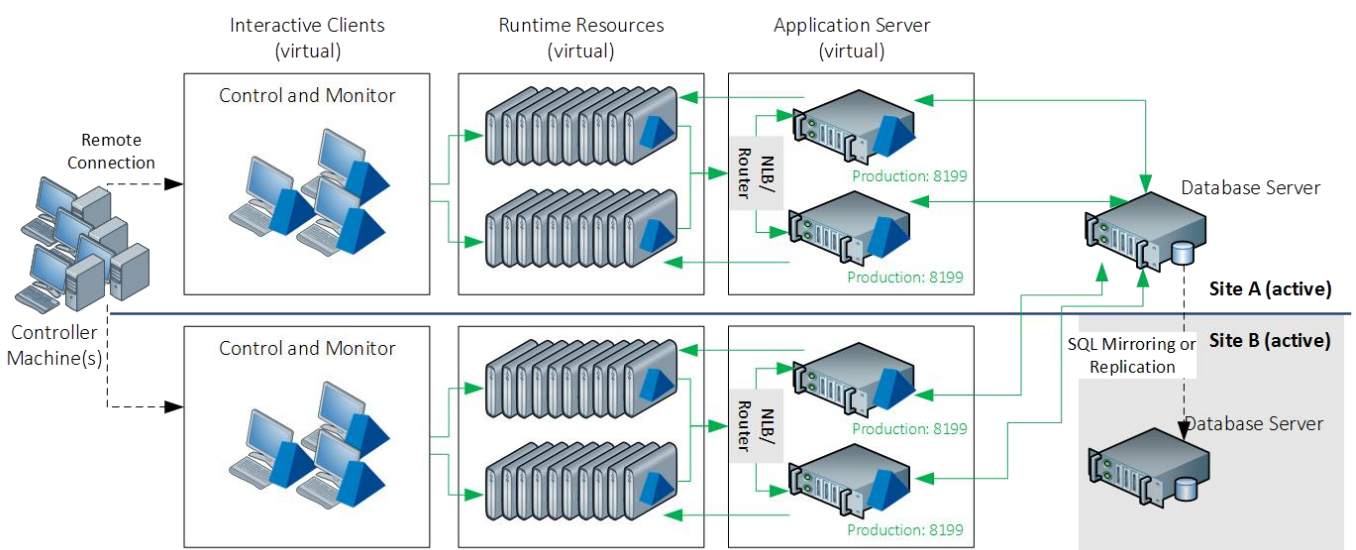 Interactive Clients
(virtual)
Runtime Resources
(virtual)
Application Server
(virtual)
Control and Monitor
Remote
Connection
NLB/
Router
Production: 8199
Production: 8199
Database Server
Site A (active)
Controller
Machine(s)
Control and Monitor
NLB/
Router
Production: 8199
Production: 8199
SQL Mirroring or
Replication
Site B (active)
Database Server